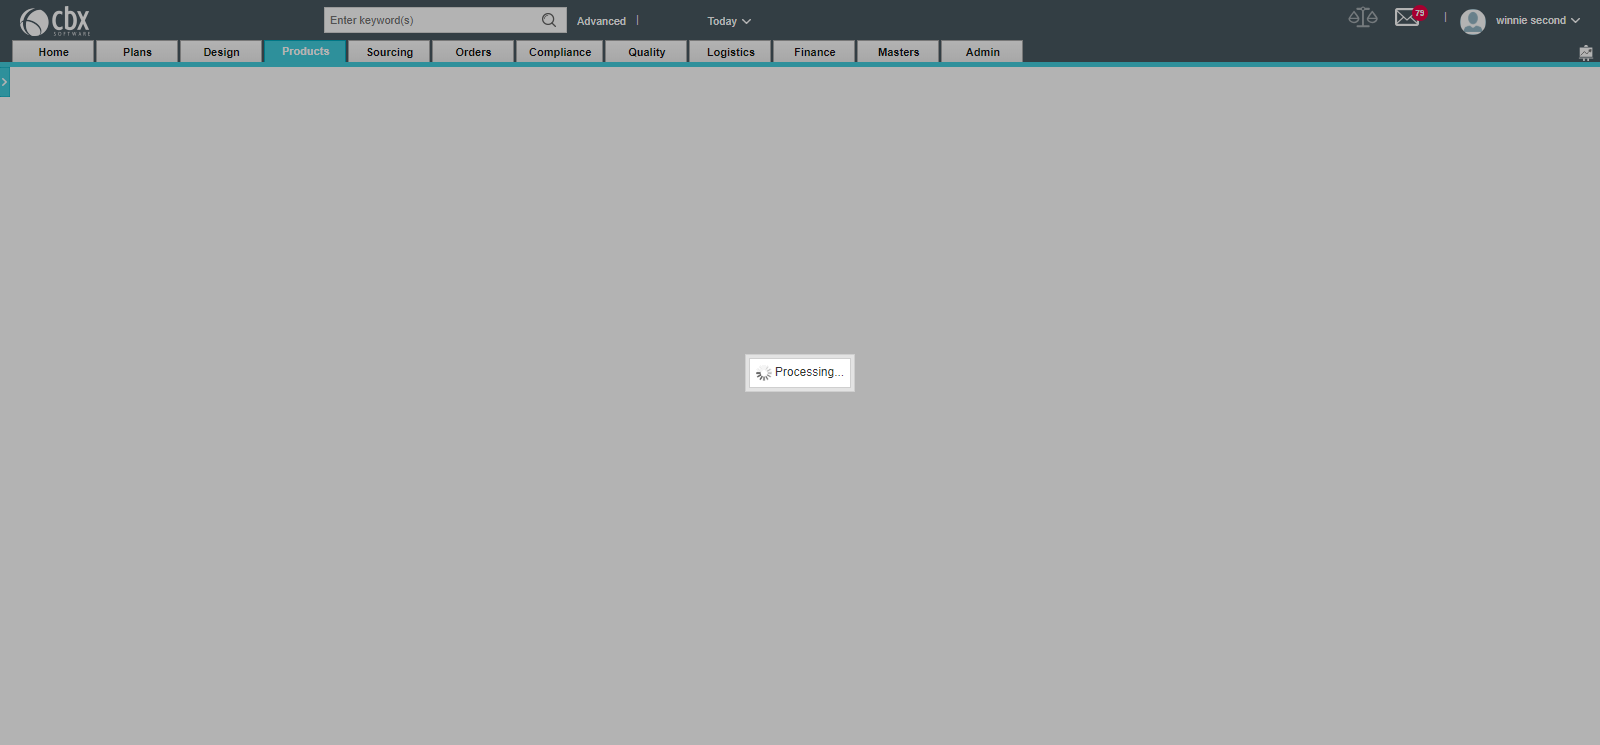 cbx
SOFTWARE
Enter keyword(s)
Advanced
Today
79
winnie second
Home
Plans
Design
Products
Sourcing
Orders
Compliance
Quality
Logistics
Finance
Masters
Admin
Processing...